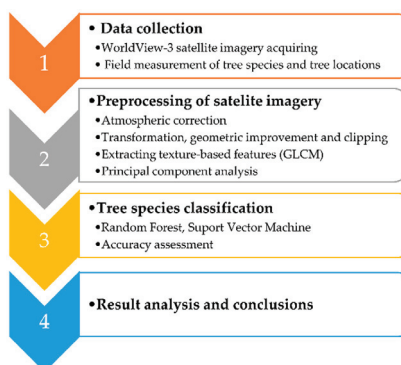 1
• Data collection
•WorldView-3 satellite imagery acquiring
• Field measurement of tree species and tree locations
2
•Preprocessing of satelite imagery
•Atmospheric correction
•Transformation, geometric improvement and clipping
•Extracting texture-based features (GLCM)
•Principal component analysis
3
•Tree species classification
•Random Forest, Suport Vector Machine
•Accuracy assessment
4
•Result analysis and conclusions